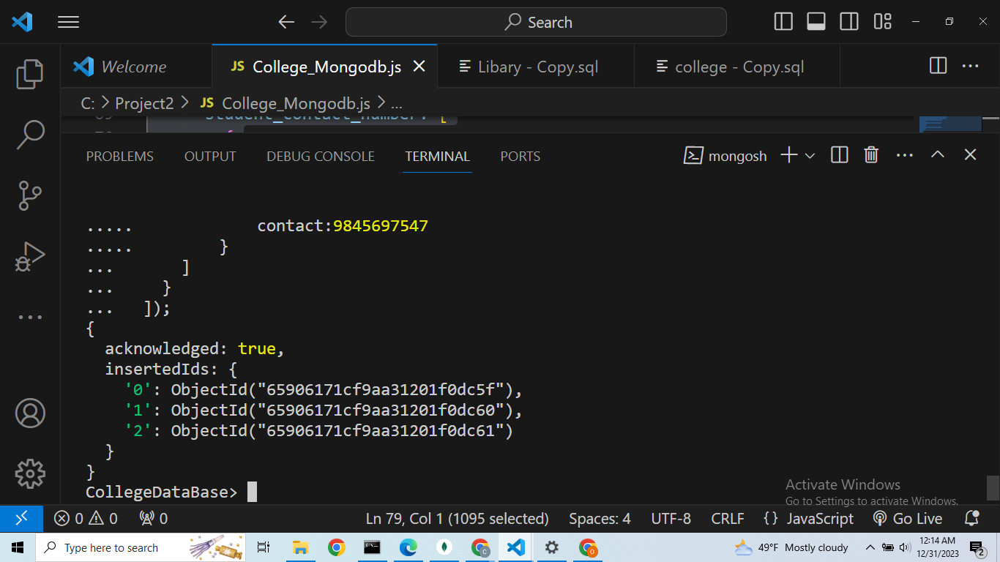 Search
Welcome
JS College_Mongodb.js
Libary - Copy.sql
college - Copy.sql
C: > Project2 > JS College_Mongodb.js > ...
student_contact_number: [
PROBLEMS
OUTPUT
DEBUG CONSOLE
TERMINAL
PORTS
mongosh
..... contact:9845697547
..... }
... ]
... }
... ]);
{
acknowledged: true,
insertedIds: {
'0': ObjectId("65906171cf9aa31201f0dc5f"),
'1': ObjectId("65906171cf9aa31201f0dc60"),
'2': ObjectId("65906171cf9aa31201f0dc61")
}
}
CollegeDataBase>
Activate Windows
Go to Settings to activate Windows.
0 0 0
Ln 79, Col 1 (1095 selected)
Spaces: 4
UTF-8
CRLF
{ } JavaScript
Go Live
Type here to search
49°F Mostly cloudy
12:14 AM
12/31/2023
2